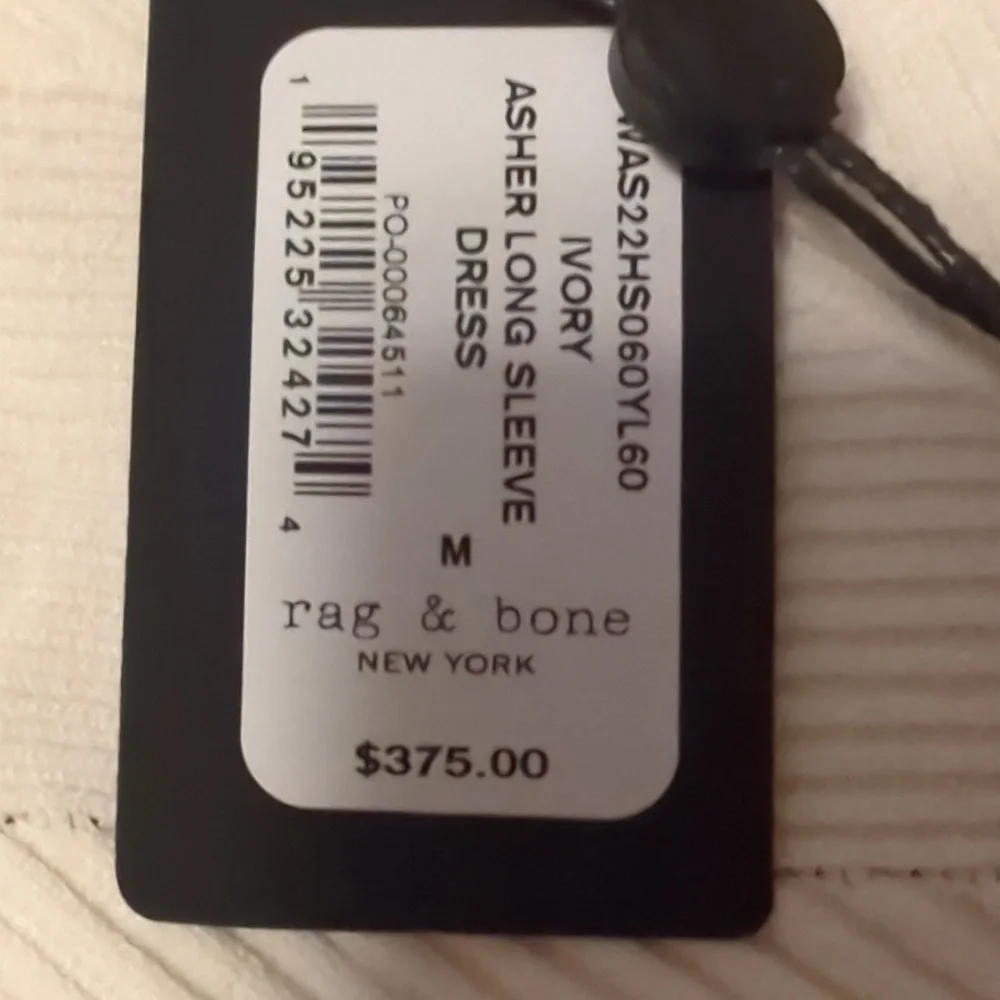 WAS22HS060YL60
IVORY
ASHER LONG SLEEVE
DRESS
PO-00064511
1 95225 32427 4
M
rag & bone
NEW YORK
$375.00